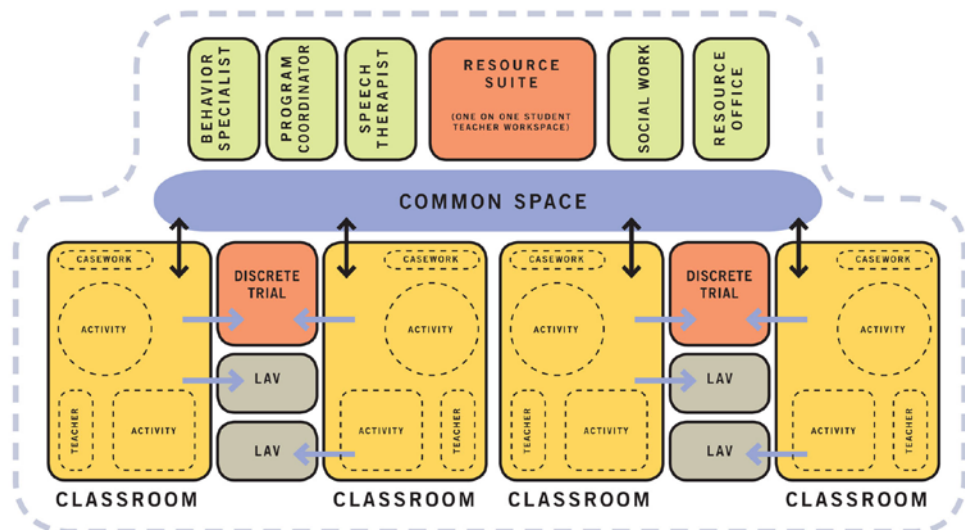 BEHAVIOR
SPECIALIST
PROGRAM
COORDINATOR
SPEECH
THERAPIST
RESOURCE
SUITE
(ONE ON ONE STUDENT
TEACHER WORKSPACE)
SOCIAL WORK
RESOURCE
OFFICE
COMMON SPACE
CASEWORK
ACTIVITY
TEACHER
ACTIVITY
CLASSROOM
DISCRETE
TRIAL
LAV
LAV
CASEWORK
ACTIVITY
ACTIVITY
TEACHER
CLASSROOM
CASEWORK
ACTIVITY
TEACHER
ACTIVITY
CLASSROOM
DISCRETE
TRIAL
LAV
LAV
CASEWORK
ACTIVITY
ACTIVITY
TEACHER
CLASSROOM